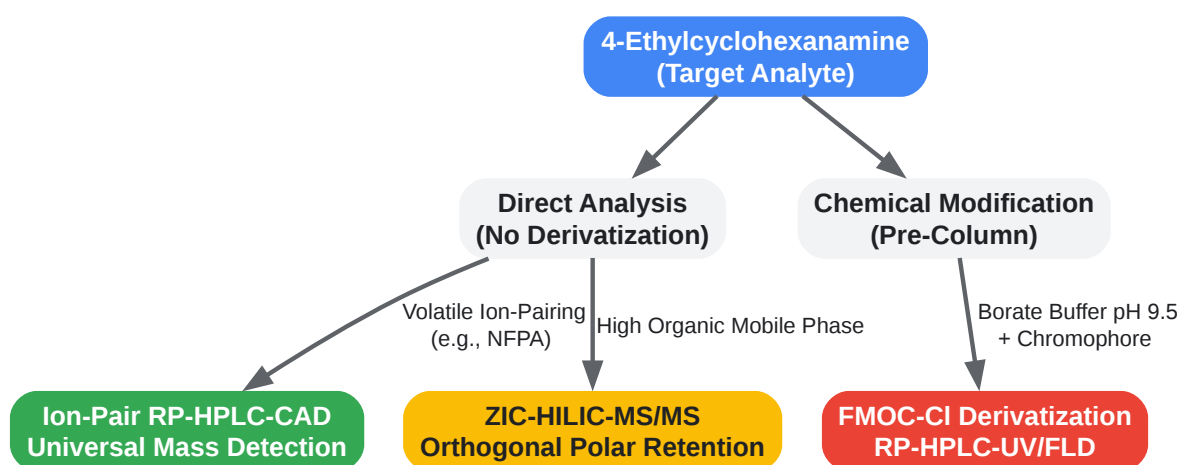 4-Ethylcyclohexanamine
(Target Analyte)
Direct Analysis
(No Derivatization)
Chemical Modification
(Pre-Column)
Volatile Ion-Pairing
(e.g., NFPA)
High Organic Mobile Phase
Borate Buffer pH 9.5
+ Chromophore
Ion-Pair RP-HPLC-CAD
Universal Mass Detection
ZIC-HILIC-MS/MS
Orthogonal Polar Retention
FMOC-Cl Derivatization
RP-HPLC-UV/FLD